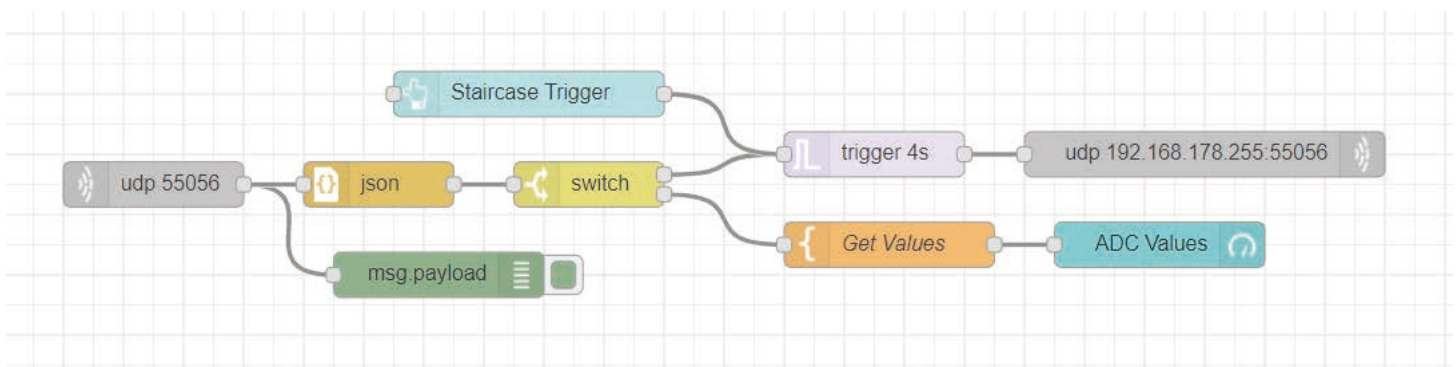 Staircase Trigger
trigger 4s
udp 192.168.178.255:55056
udp 55056
json
switch
Get Values
ADC Values
msg.payload